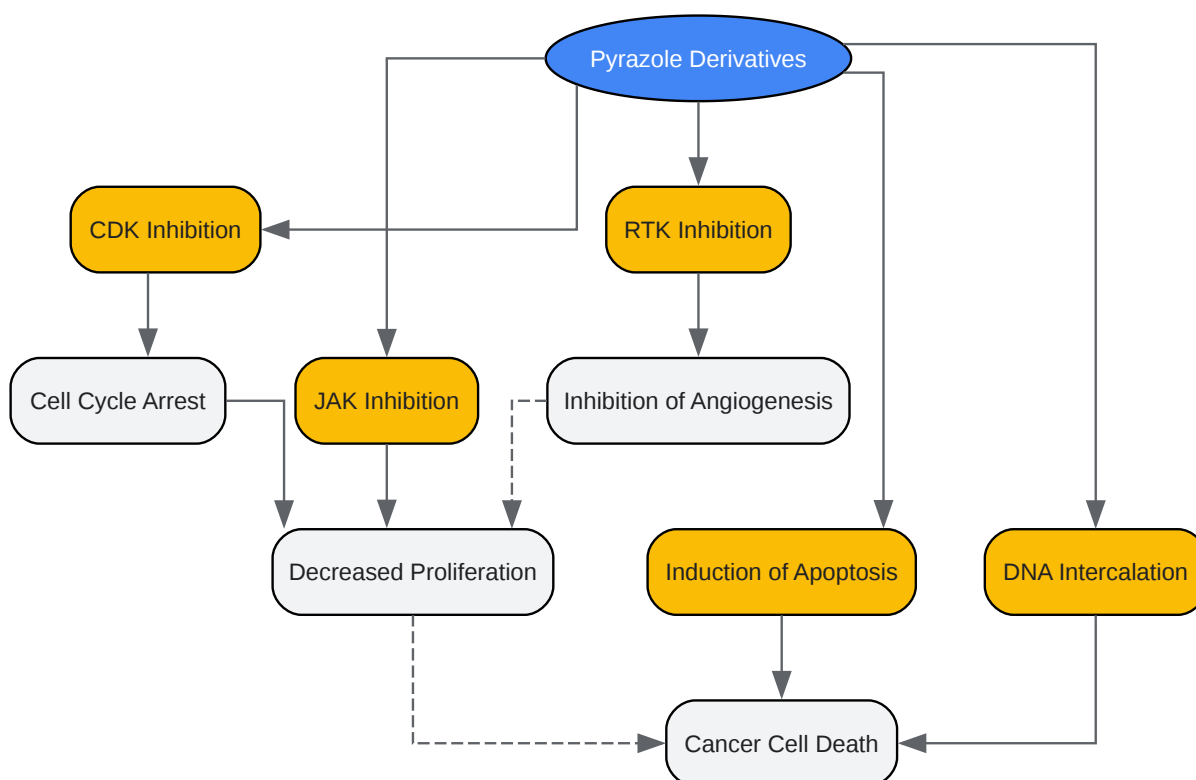 Pyrazole Derivatives
CDK Inhibition
RTK Inhibition
Cell Cycle Arrest
JAK Inhibition
Inhibition of Angiogenesis
Decreased Proliferation
Induction of Apoptosis
DNA Intercalation
Cancer Cell Death